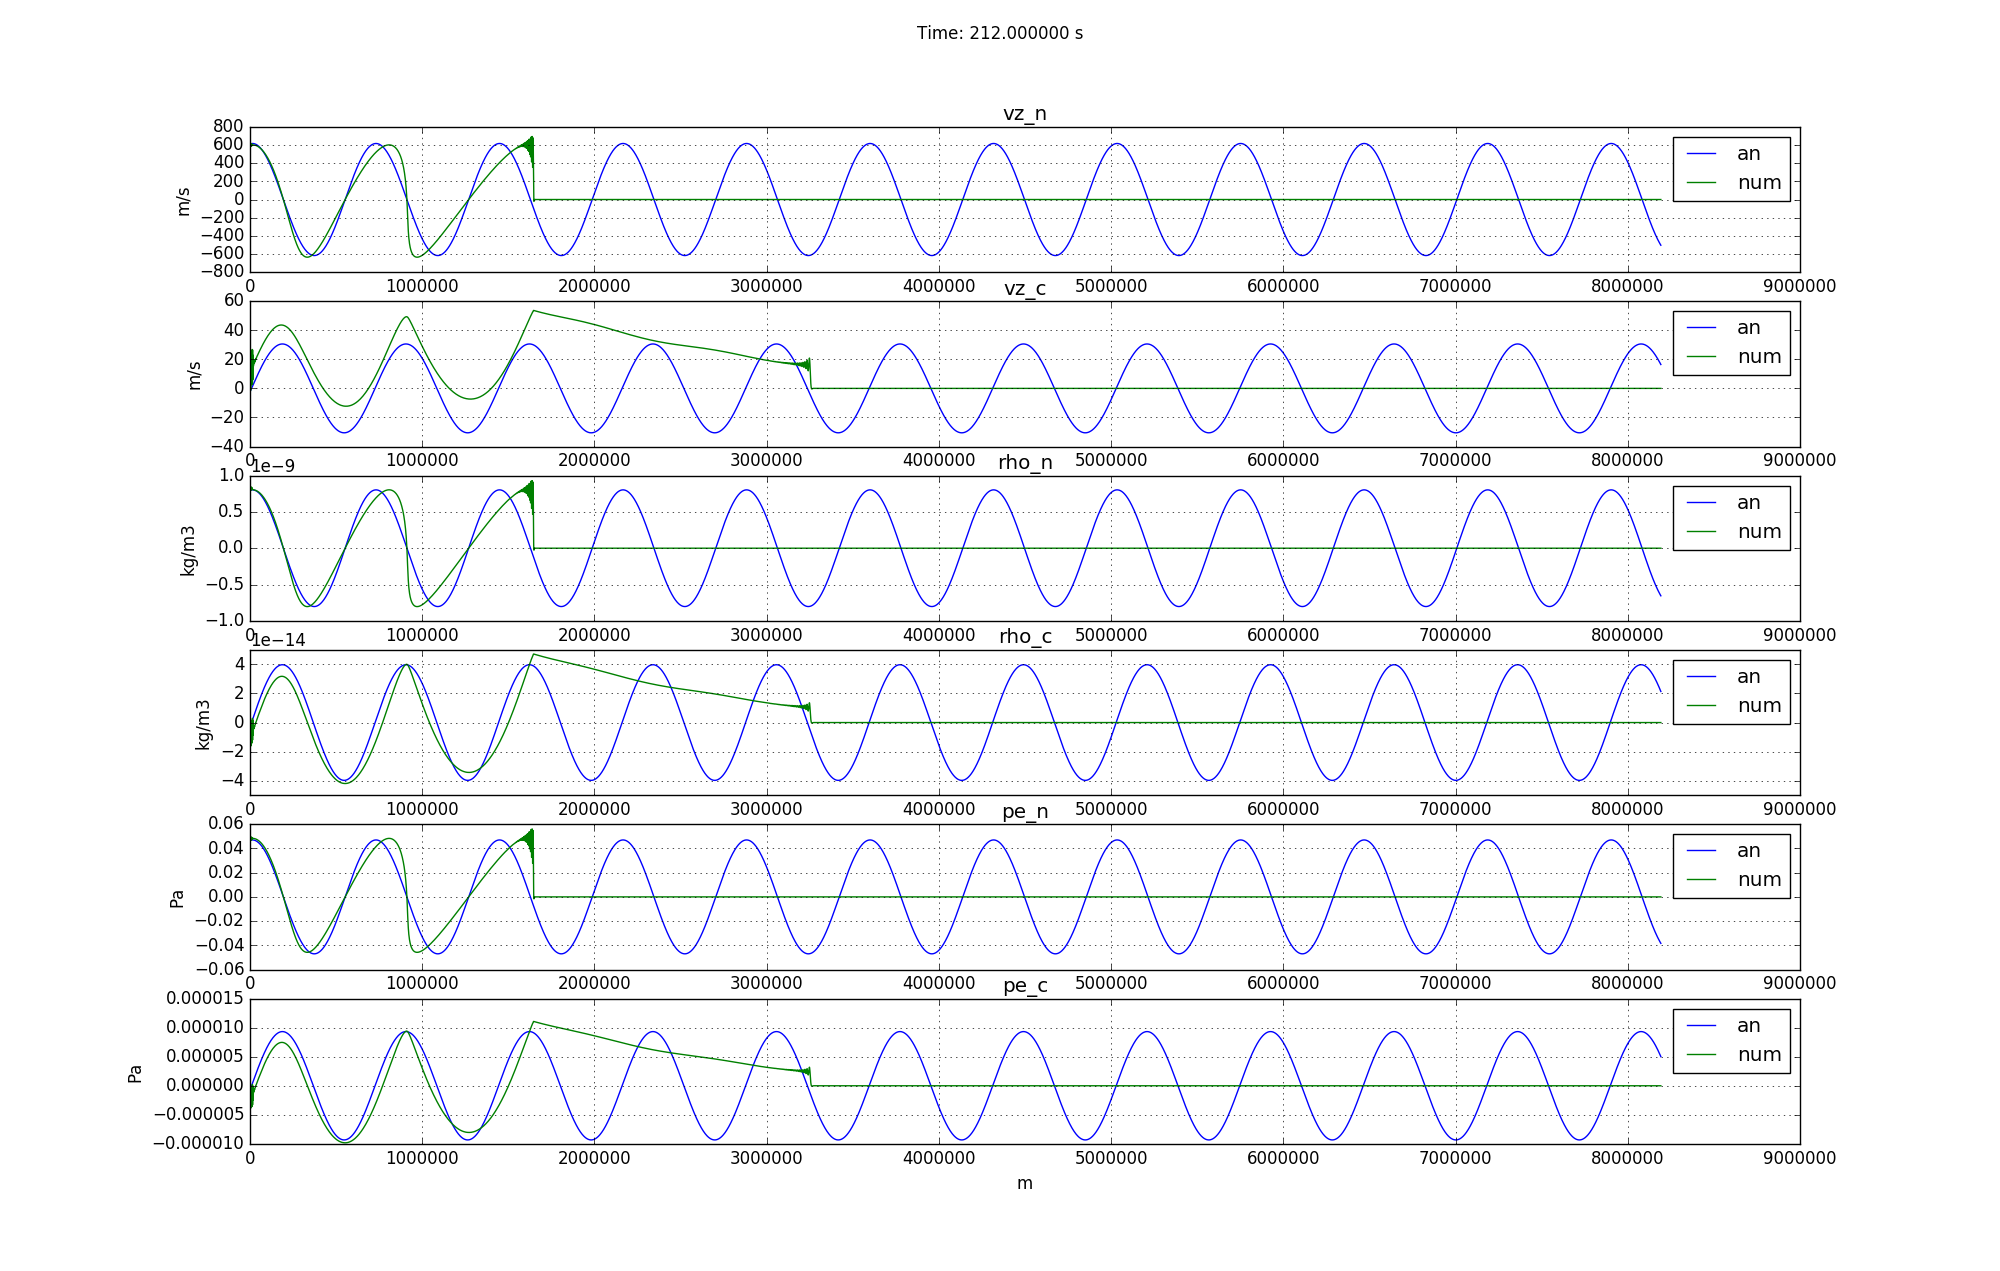 Time: 212.000000 s
vz_n
800
600
400
200
0
−200
−400
−600
−800
m/s
an
num
0 1000000 2000000 3000000 4000000 5000000 6000000 7000000 8000000 9000000
vz_c
60
40
20
0
−20
−40
m/s
an
num
0 1000000 2000000 3000000 4000000 5000000 6000000 7000000 8000000 9000000
1e−9
rho_n
1.0
0.5
0.0
−0.5
−1.0
kg/m3
an
num
0 1000000 2000000 3000000 4000000 5000000 6000000 7000000 8000000 9000000
1e−14
rho_c
4
2
0
−2
−4
kg/m3
an
num
0 1000000 2000000 3000000 4000000 5000000 6000000 7000000 8000000 9000000
pe_n
0.06
0.04
0.02
0.00
−0.02
−0.04
−0.06
Pa
an
num
0 1000000 2000000 3000000 4000000 5000000 6000000 7000000 8000000 9000000
pe_c
0.000015
0.000010
0.000005
0.000000
−0.000005
−0.000010
Pa
an
num
0 1000000 2000000 3000000 4000000 5000000 6000000 7000000 8000000 9000000
m